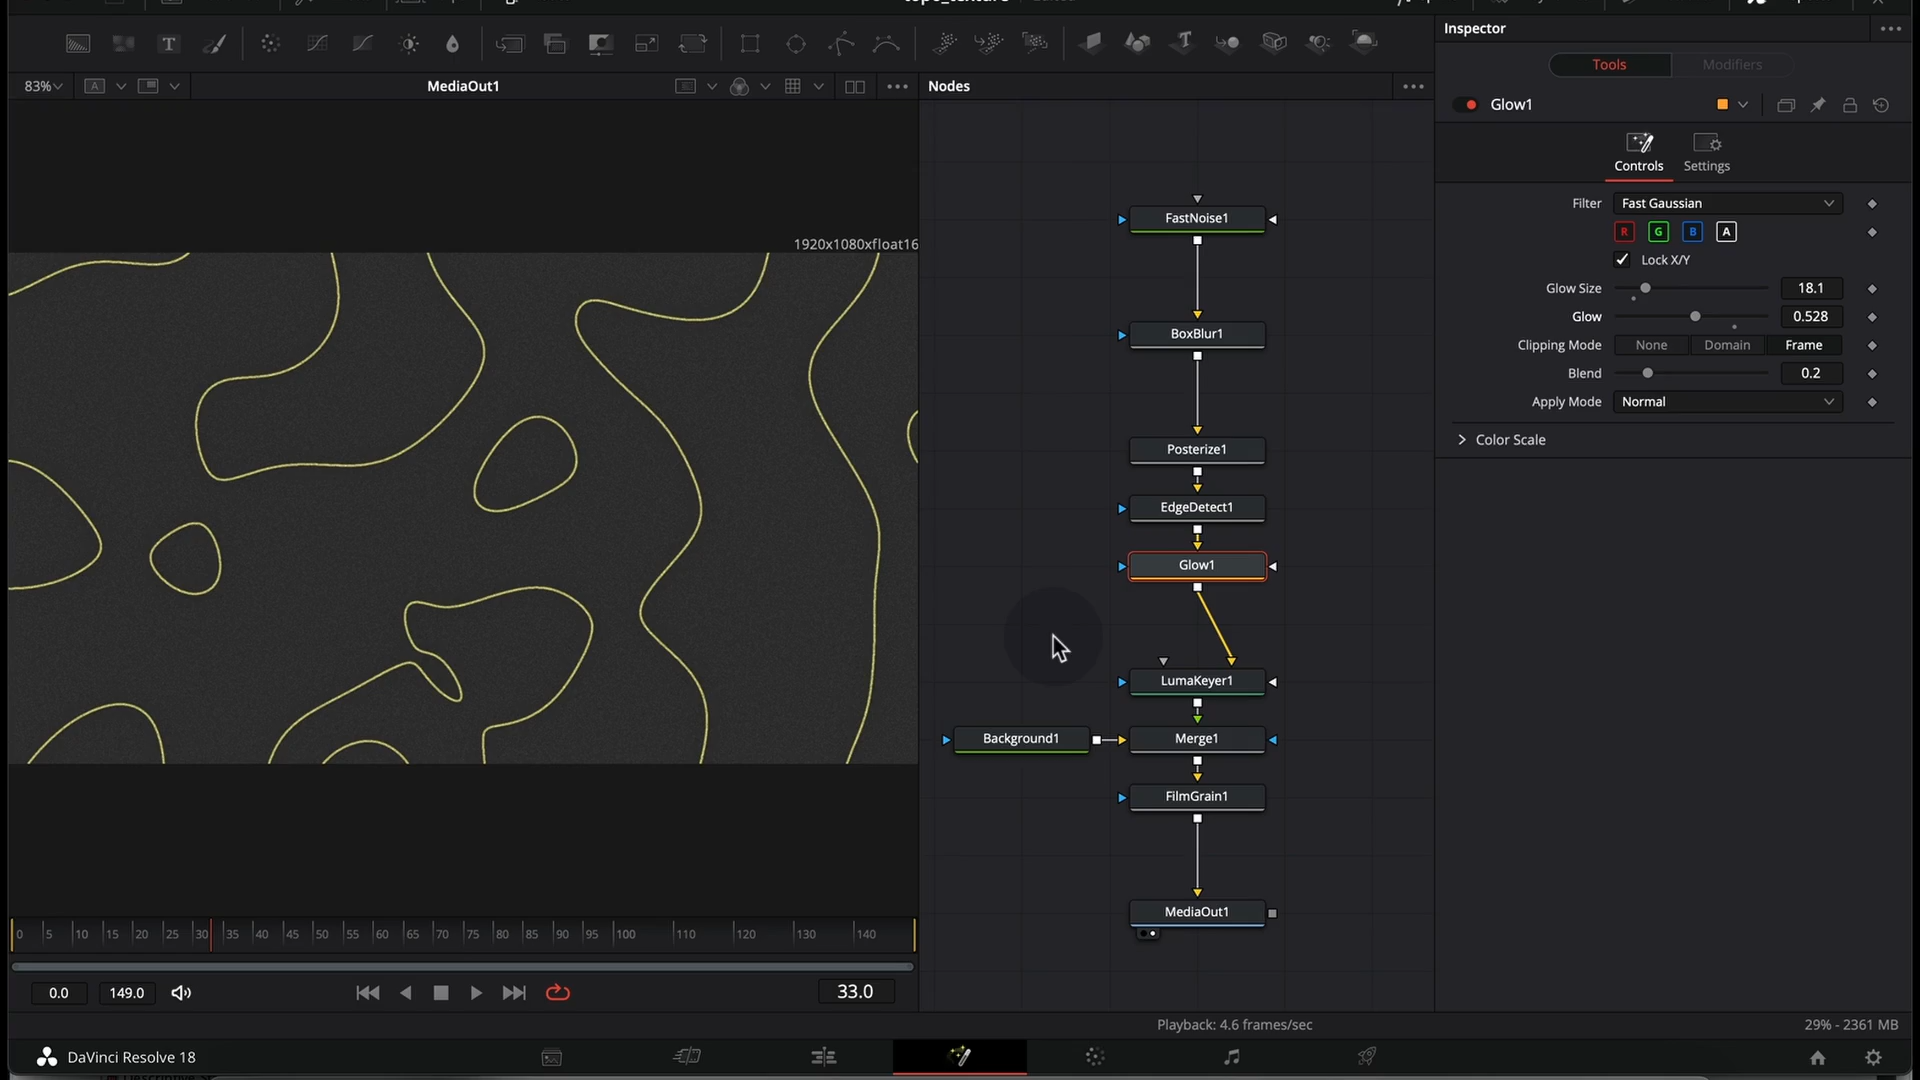 Inspector
T
T
Tools
Modifiers
83%
A
MediaOut1
Nodes
Glow1
Controls
Settings
1920x1080xfloat16
FastNoise1
BoxBlur1
Posterize1
EdgeDetect1
Glow1
LumaKeyer1
Background1
Merge1
FilmGrain1
MediaOut1
Filter
Fast Gaussian
R G B A
Lock X/Y
Glow Size
18.1
Glow
0.528
Clipping Mode
None Domain Frame
Blend
0.2
Apply Mode
Normal
Color Scale
0 5 10 15 20 25 30 35 40 45 50 55 60 65 70 75 80 85 90 95 100 110 120 130 140
0.0
149.0
33.0
Playback: 4.6 frames/sec
29% - 2361 MB
DaVinci Resolve 18